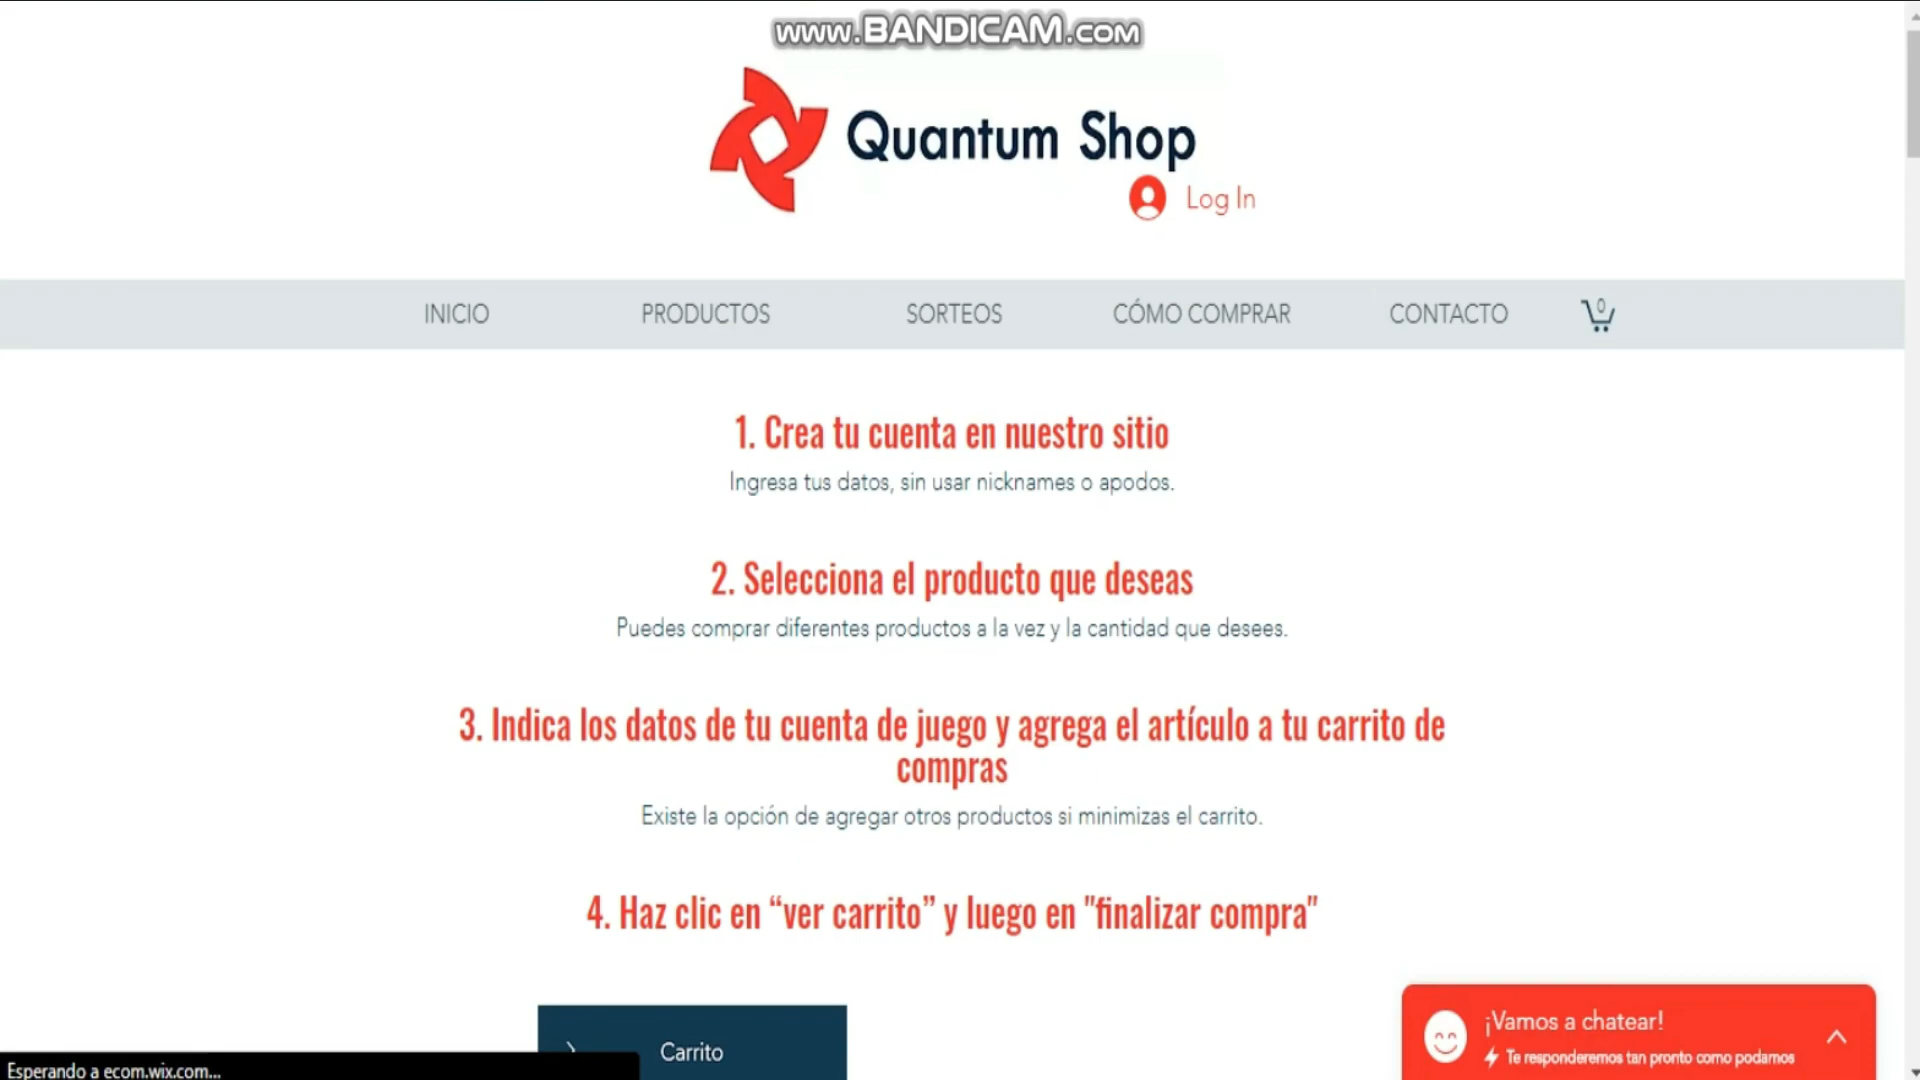 www.BANDICAM.com
Quantum Shop
Log In
INICIO PRODUCTOS SORTEOS CÓMO COMPRAR CONTACTO 0
1. Crea tu cuenta en nuestro sitio
Ingresa tus datos, sin usar nicknames o apodos.
2. Selecciona el producto que deseas
Puedes comprar diferentes productos a la vez y la cantidad que desees.
3. Indica los datos de tu cuenta de juego y agrega el artículo a tu carrito de
compras
Existe la opción de agregar otros productos si minimizas el carrito.
4. Haz clic en “ver carrito” y luego en "finalizar compra"
Carrito
¡Vamos a chatear!
Te responderemos tan pronto como podamos
Esperando a ecom.wix.com...